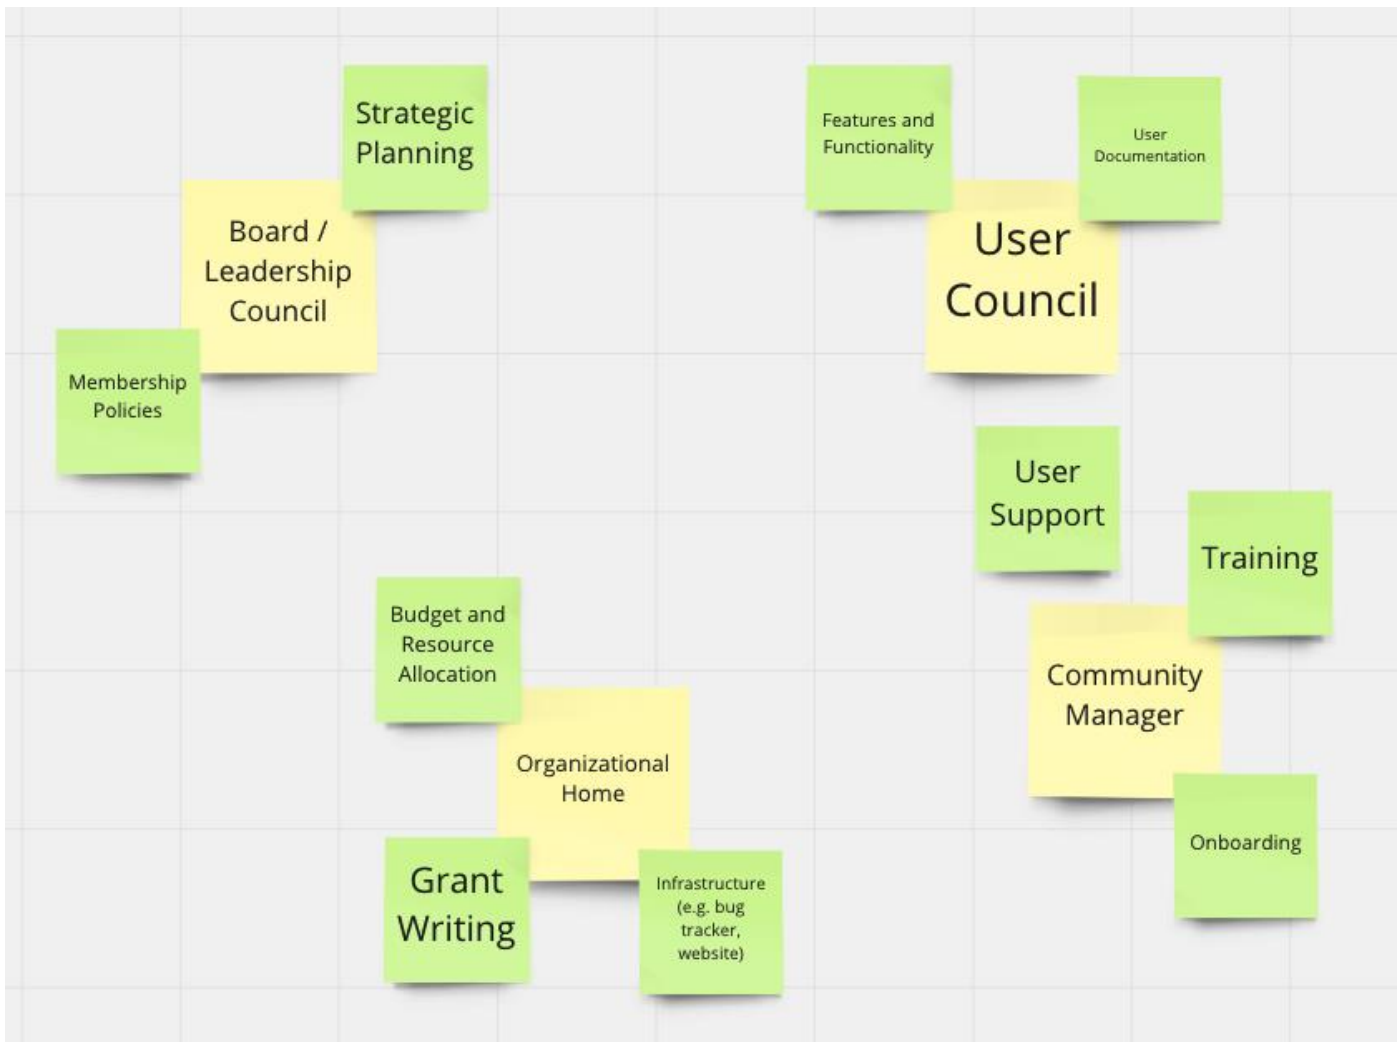 Strategic
Planning
Board /
Leadership
Council
Membership
Policies
Features and
Functionality
User
Documentation
User
Council
User
Support
Training
Community
Manager
Onboarding
Budget and
Resource
Allocation
Organizational
Home
Grant
Writing
Infrastructure
(e.g. bug
tracker,
website)